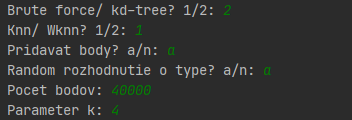 Brute force/ kd-tree? 1/2: 2
Knn/ Wknn? 1/2: 1
Pridavat body? a/n: a
Random rozhodnutie o type? a/n: a
Pocet bodov: 40000
Parameter k: 4